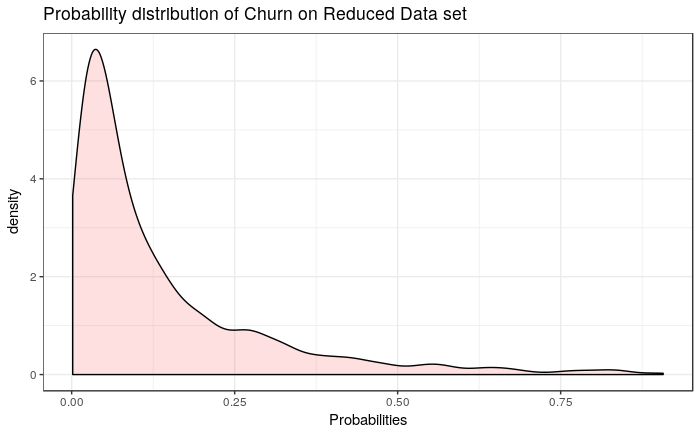 Probability distribution of Churn on Reduced Data set
6
4
2
0
density
0.00 0.25 0.50 0.75
Probabilities